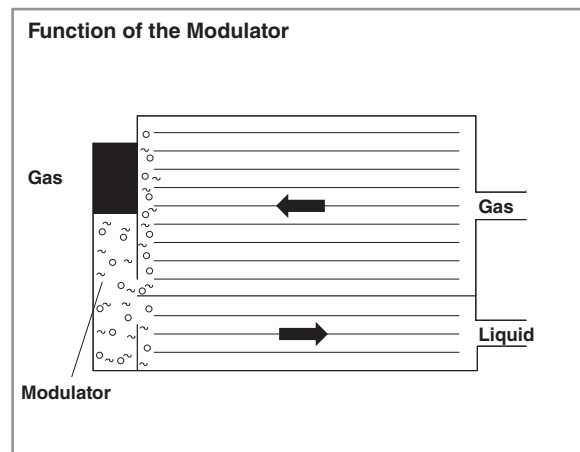 Function of the Modulator
Gas
Gas
Liquid
Modulator